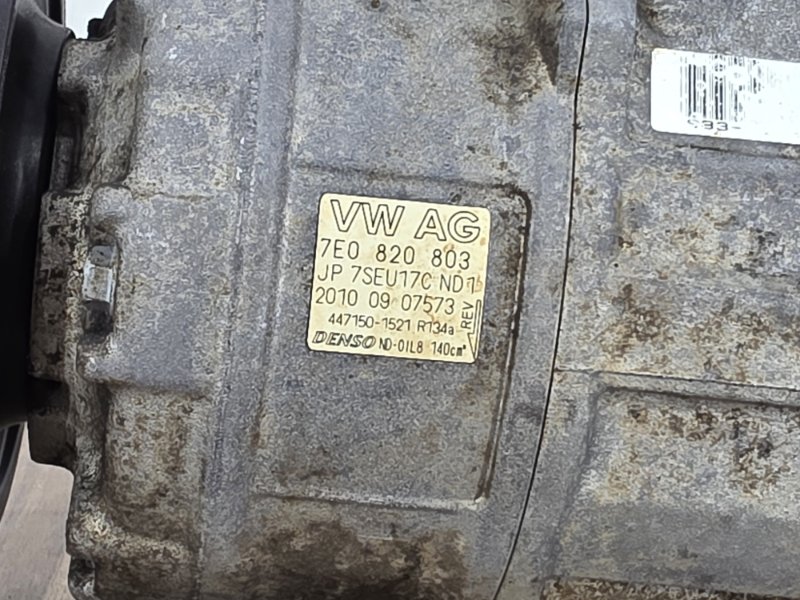 VW AG
7E0 820 803
JP 7SEU17C ND1
2010 09 07573
447150-1521 R134a
REV
DENSO ND-OIL8 140cm³